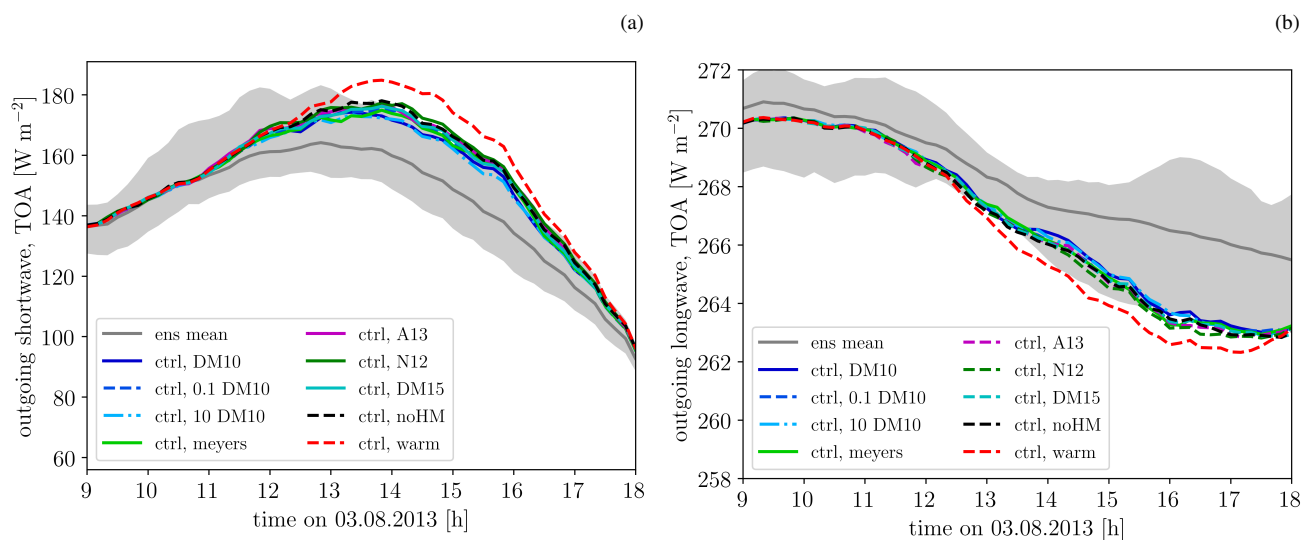 (a)
outgoing shortwave, TOA [W m⁻²]
180
160
140
120
100
80
60
ens mean
ctrl, DM10
ctrl, 0.1 DM10
ctrl, 10 DM10
ctrl, meyers
ctrl, A13
ctrl, N12
ctrl, DM15
ctrl, noHM
ctrl, warm
9 10 11 12 13 14 15 16 17 18
time on 03.08.2013 [h]
(b)
outgoing longwave, TOA [W m⁻²]
272
270
268
266
264
262
260
258
ens mean
ctrl, DM10
ctrl, 0.1 DM10
ctrl, 10 DM10
ctrl, meyers
ctrl, A13
ctrl, N12
ctrl, DM15
ctrl, noHM
ctrl, warm
9 10 11 12 13 14 15 16 17 18
time on 03.08.2013 [h]